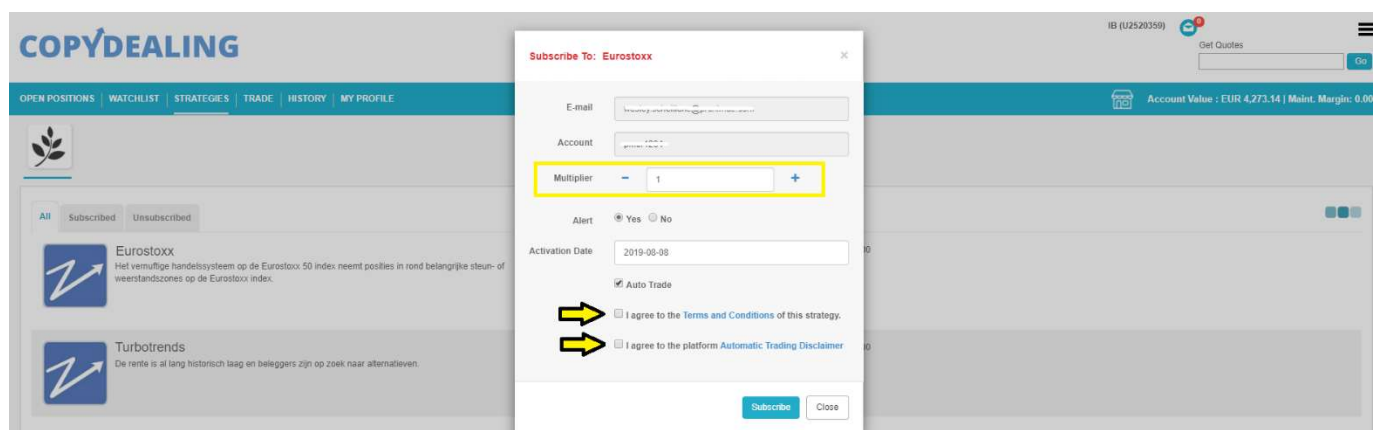 COPYDEALING
IB (U2520359)
0
Get Quotes
Go
OPEN POSITIONS | WATCHLIST | STRATEGIES | TRADE | HISTORY | MY PROFILE
Account Value : EUR 4,273.14 | Maint. Margin: 0.00
All Subscribed Unsubscribed
Eurostoxx
Het vernuftige handelssysteem op de Eurostoxx 50 index neemt posities in rond belangrijke steun- of
weerstandszones op de Eurostoxx index.
Turbotrends
De rente is al lang historisch laag en beleggers zijn op zoek naar alternatieven.
Subscribe To: Eurostoxx ×
E-mail
Account
Multiplier - 1 +
Alert Yes No
Activation Date 2019-08-08
Auto Trade
I agree to the Terms and Conditions of this strategy.
I agree to the platform Automatic Trading Disclaimer
Subscribe Close